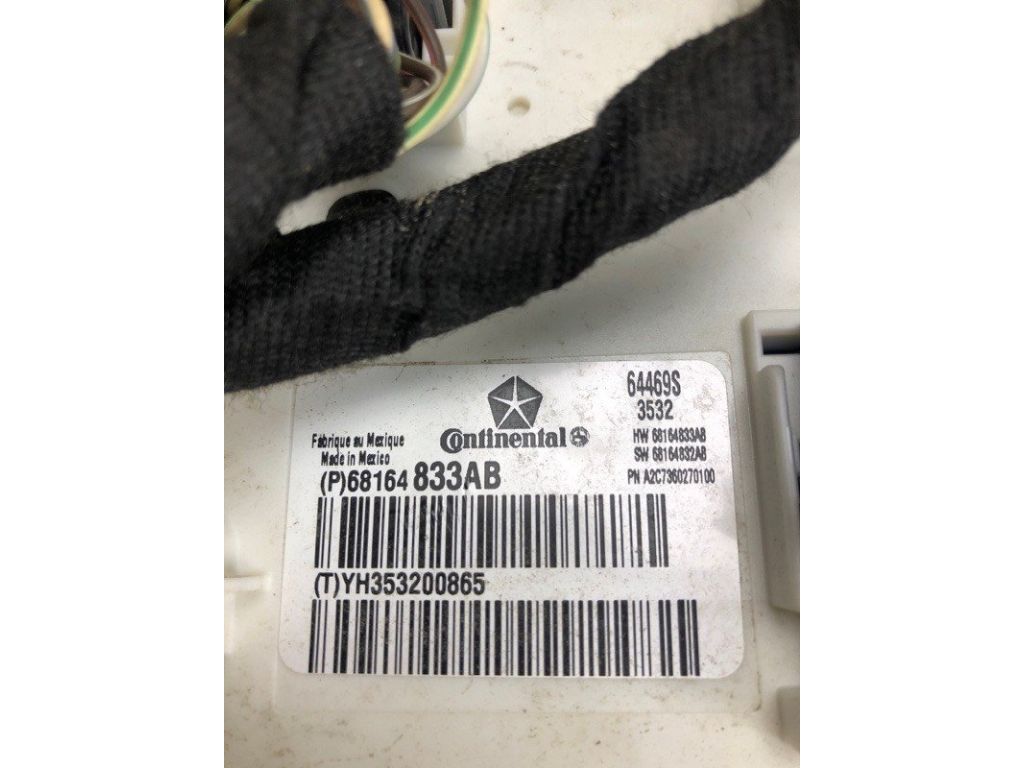 64469S
3532
Continental
Fabrique au Mexique
Made in Mexico
HW 68164833AB
SW 68164832AB
PN A2C7360270100
(P)68164 833AB
(T)YH353200865